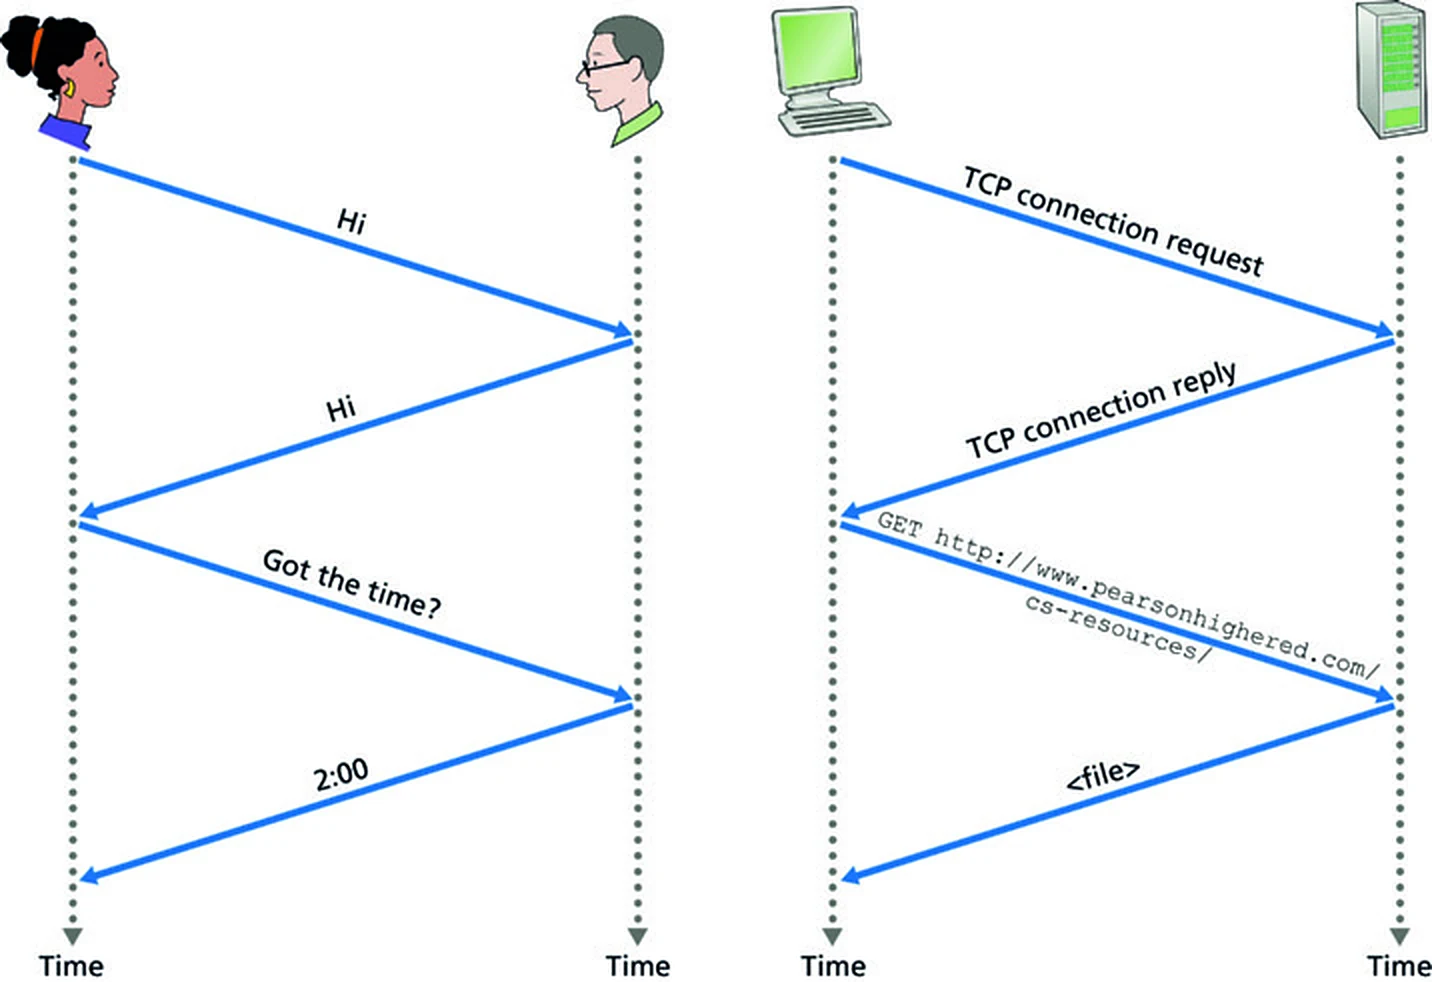 Hi
Hi
Got the time?
2:00
Time
Time
TCP connection request
TCP connection reply
GET http://www.pearsonhighered.com/
cs-resources/
<file>
Time
Time